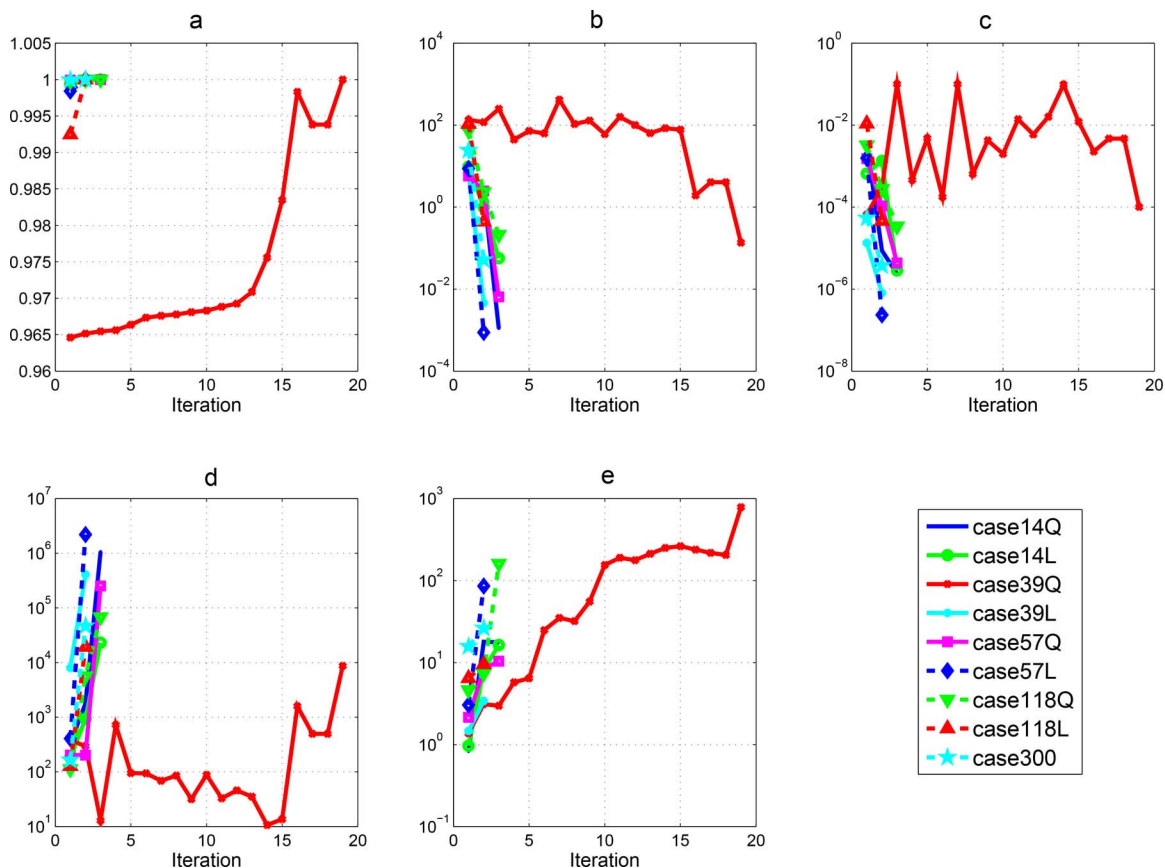 a
1.005
1
0.995
0.99
0.985
0.98
0.975
0.97
0.965
0.96
0 5 10 15 20
Iteration
b
10^4
10^2
10^0
10^-2
10^-4
0 5 10 15 20
Iteration
c
10^0
10^-2
10^-4
10^-6
10^-8
0 5 10 15 20
Iteration
d
10^7
10^6
10^5
10^4
10^3
10^2
10^1
0 5 10 15 20
Iteration
e
10^3
10^2
10^1
10^0
10^-1
0 5 10 15 20
Iteration
case14Q
case14L
case39Q
case39L
case57Q
case57L
case118Q
case118L
case300